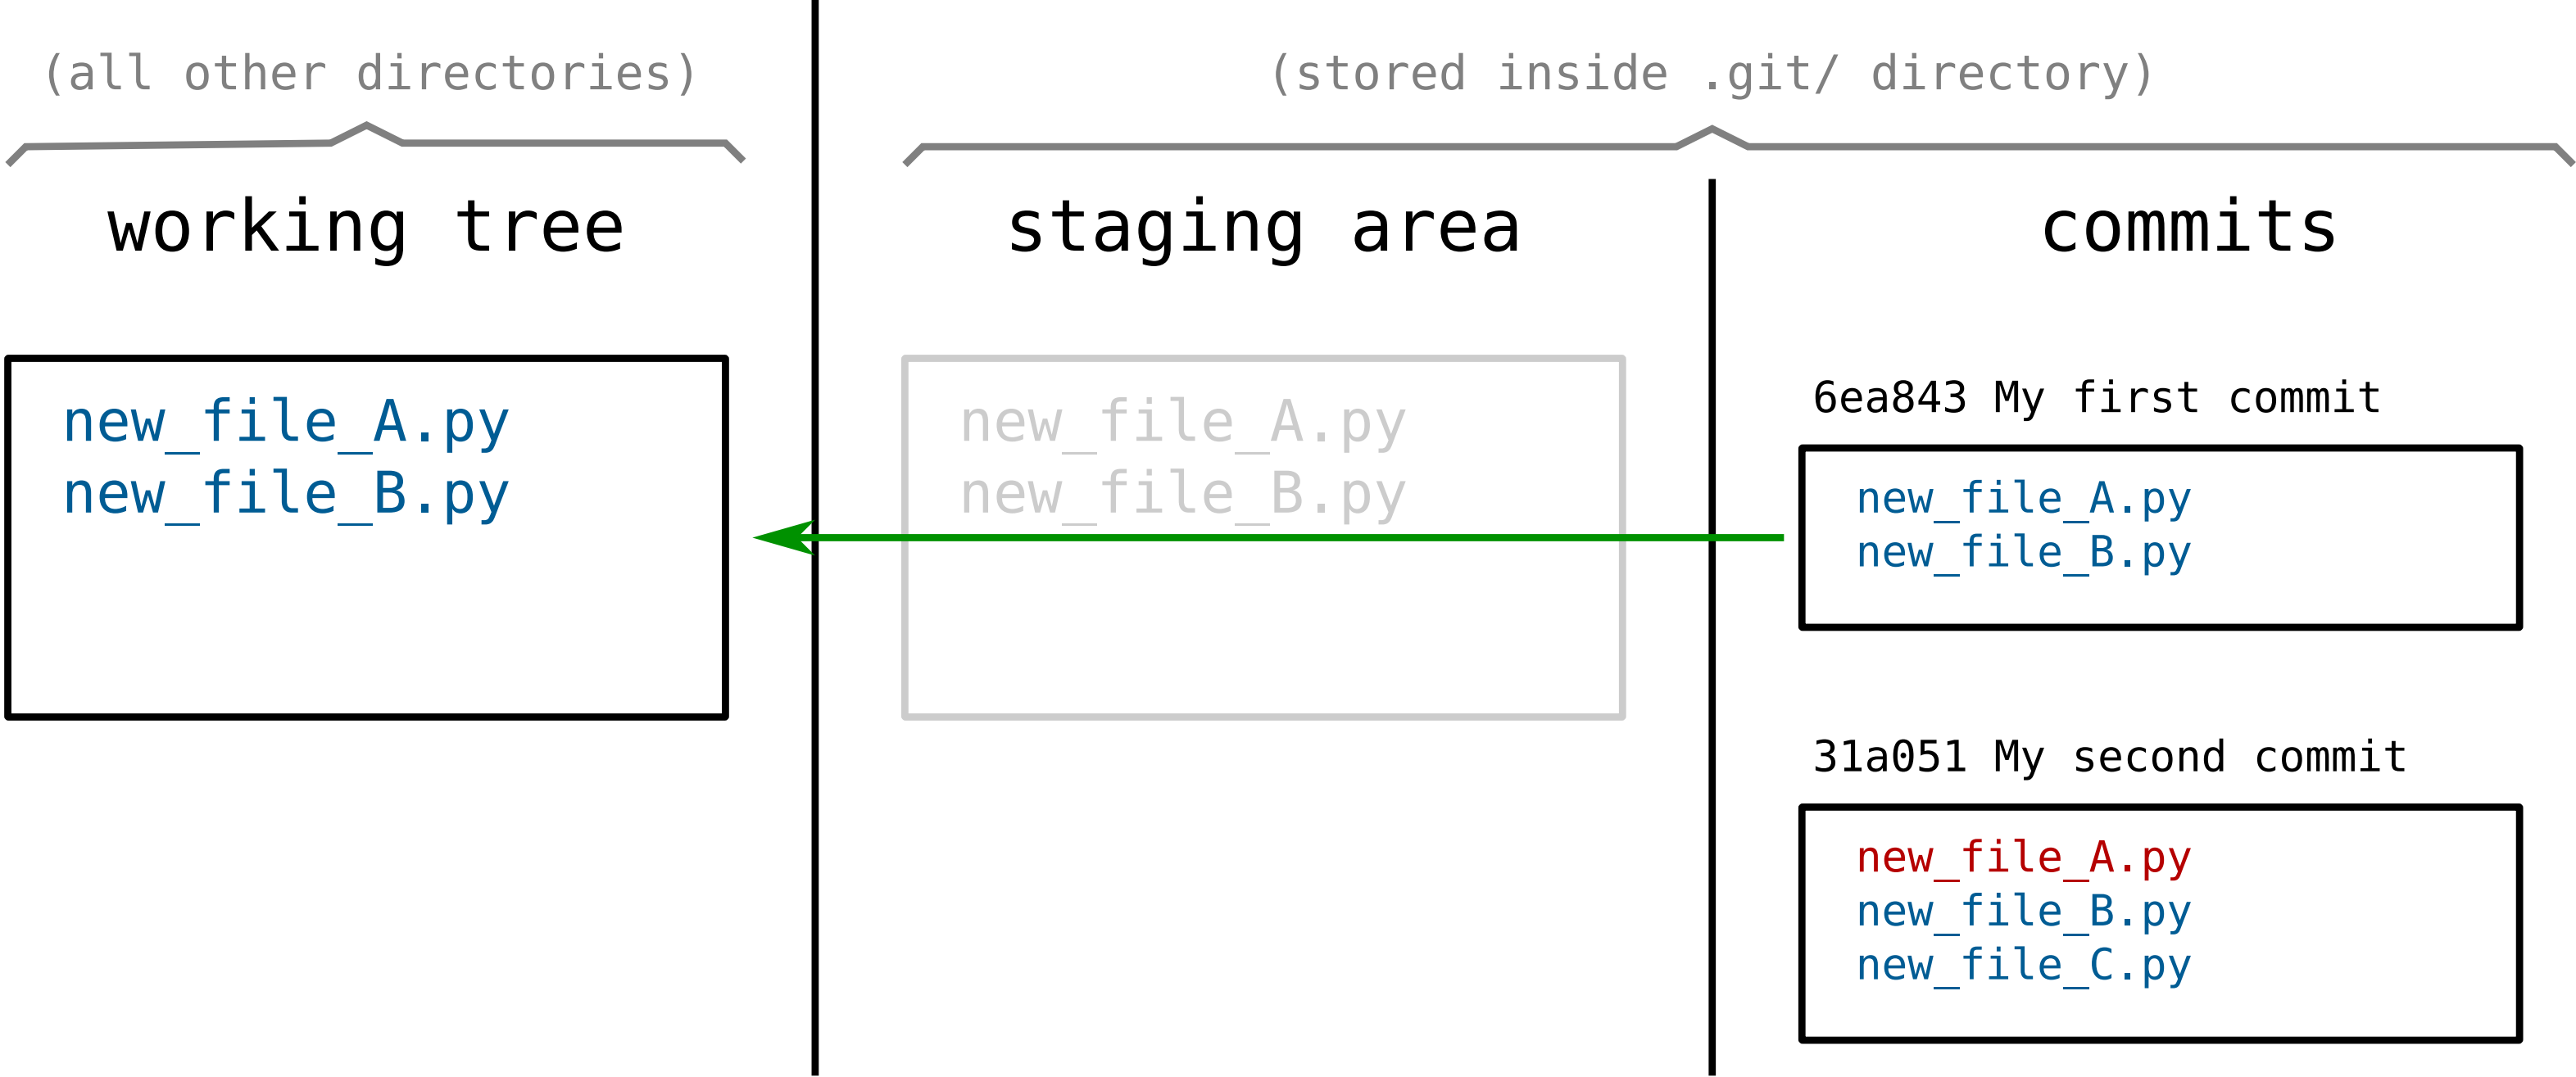 (all other directories)
(stored inside .git/ directory)
working tree
staging area
commits
new_file_A.py
new_file_B.py
new_file_A.py
new_file_B.py
6ea843 My first commit
new_file_A.py
new_file_B.py
31a051 My second commit
new_file_A.py
new_file_B.py
new_file_C.py